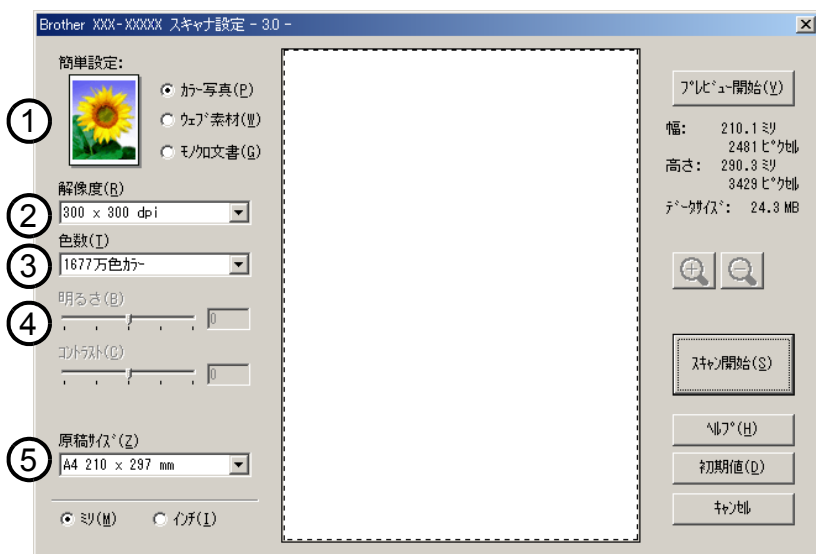 Brother XXX-XXXXX スキャナ設定 - 3.0 -
簡単設定:
① カラー写真(P)
ウェブ素材(W)
モノクロ文書(G)
解像度(R)
② 300 x 300 dpi
色数(T)
③ 1677万色カラー
明るさ(B)
④ 0
コントラスト(C)
0
原稿サイズ(Z)
⑤ A4 210 x 297 mm
ミリ(M) インチ(I)
プレビュー開始(V)
幅: 210.1 ミリ
2481 ピクセル
高さ: 290.3 ミリ
3429 ピクセル
データサイズ: 24.3 MB
スキャン開始(S)
ヘルプ(H)
初期値(D)
キャンセル